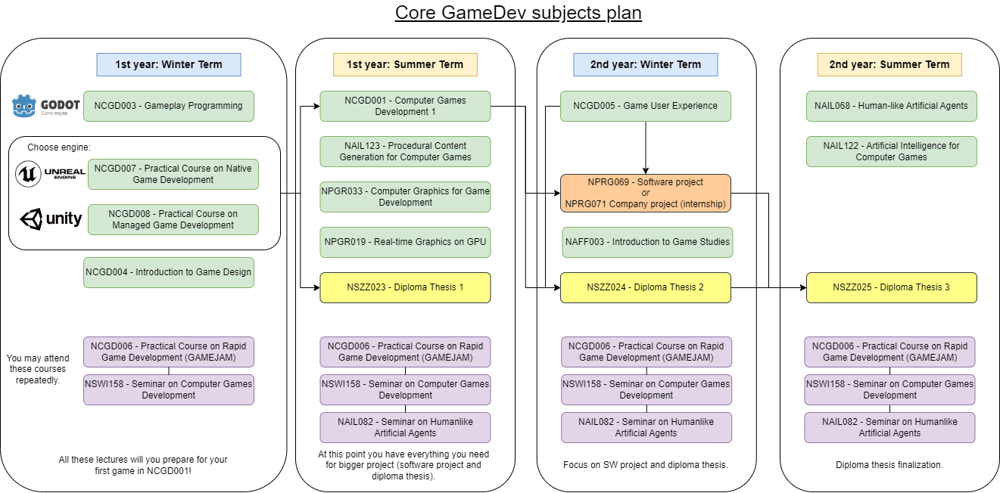 Core GameDev subjects plan
1st year: Winter Term
GODOT
Game engine
NCGD003 - Gameplay Programming
Choose engine:
UNREAL
ENGINE
NCGD007 - Practical Course on Native
Game Development
unity
NCGD008 - Practical Course on
Managed Game Development
NCGD004 - Introduction to Game Design
You may attend
these courses
repeatedly.
NCGD006 - Practical Course on Rapid
Game Development (GAMEJAM)
NSWI158 - Seminar on Computer Games
Development
All these lectures will you prepare for your
first game in NCGD001!
1st year: Summer Term
NCGD001 - Computer Games
Development 1
NAIL123 - Procedural Content
Generation for Computer Games
NPGR033 - Computer Graphics for Game
Development
NPGR019 - Real-time Graphics on GPU
NSZZ023 - Diploma Thesis 1
NCGD006 - Practical Course on Rapid
Game Development (GAMEJAM)
NSWI158 - Seminar on Computer Games
Development
NAIL082 - Seminar on Humanlike
Artificial Agents
At this point you have everything you need
for bigger project (software project and
diploma thesis).
2nd year: Winter Term
NCGD005 - Game User Experience
NPRG069 - Software project
or
NPRG071 Company project (internship)
NAFF003 - Introduction to Game Studies
NSZZ024 - Diploma Thesis 2
NCGD006 - Practical Course on Rapid
Game Development (GAMEJAM)
NSWI158 - Seminar on Computer Games
Development
NAIL082 - Seminar on Humanlike
Artificial Agents
Focus on SW project and diploma thesis.
2nd year: Summer Term
NAIL068 - Human-like Artificial Agents
NAIL122 - Artificial Intelligence for
Computer Games
NSZZ025 - Diploma Thesis 3
NCGD006 - Practical Course on Rapid
Game Development (GAMEJAM)
NSWI158 - Seminar on Computer Games
Development
NAIL082 - Seminar on Humanlike
Artificial Agents
Diploma thesis finalization.